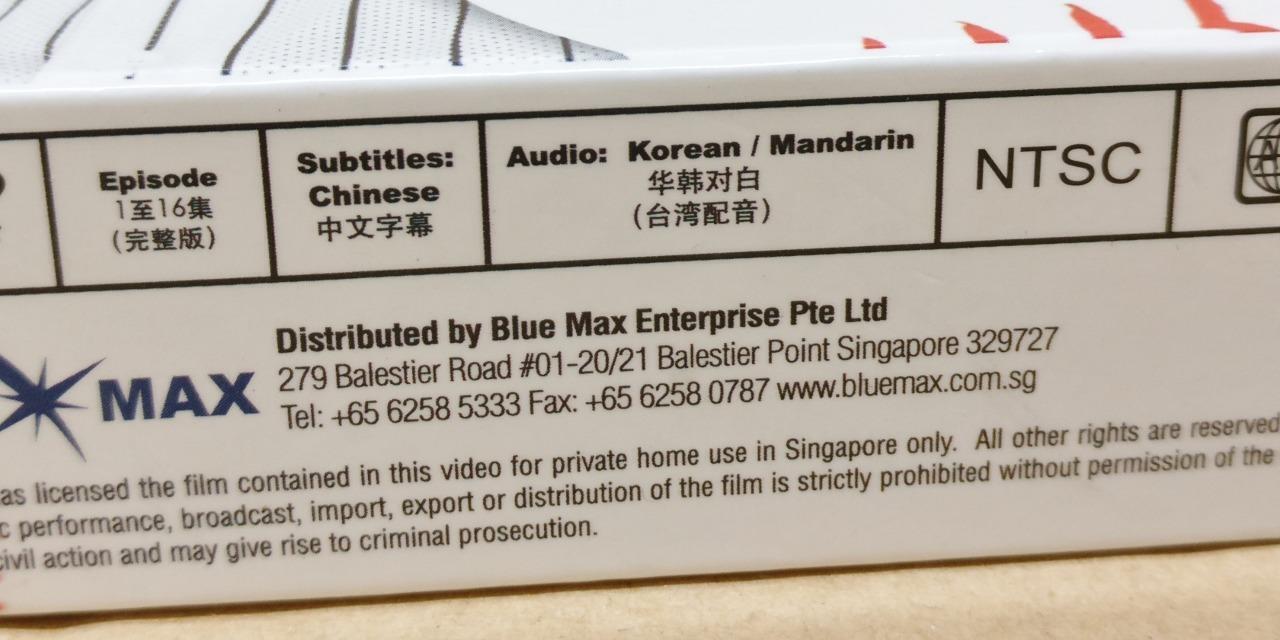 Episode
1至16集
(完整版)
Subtitles:
Chinese
中文字幕
Audio: Korean / Mandarin
华韩对白
(台湾配音)
NTSC
MAX
Distributed by Blue Max Enterprise Pte Ltd
279 Balestier Road #01-20/21 Balestier Point Singapore 329727
Tel: +65 6258 5333 Fax: +65 6258 0787 www.bluemax.com.sg
as licensed the film contained in this video for private home use in Singapore only. All other rights are reserved
c performance, broadcast, import, export or distribution of the film is strictly prohibited without permission of the
civil action and may give rise to criminal prosecution.